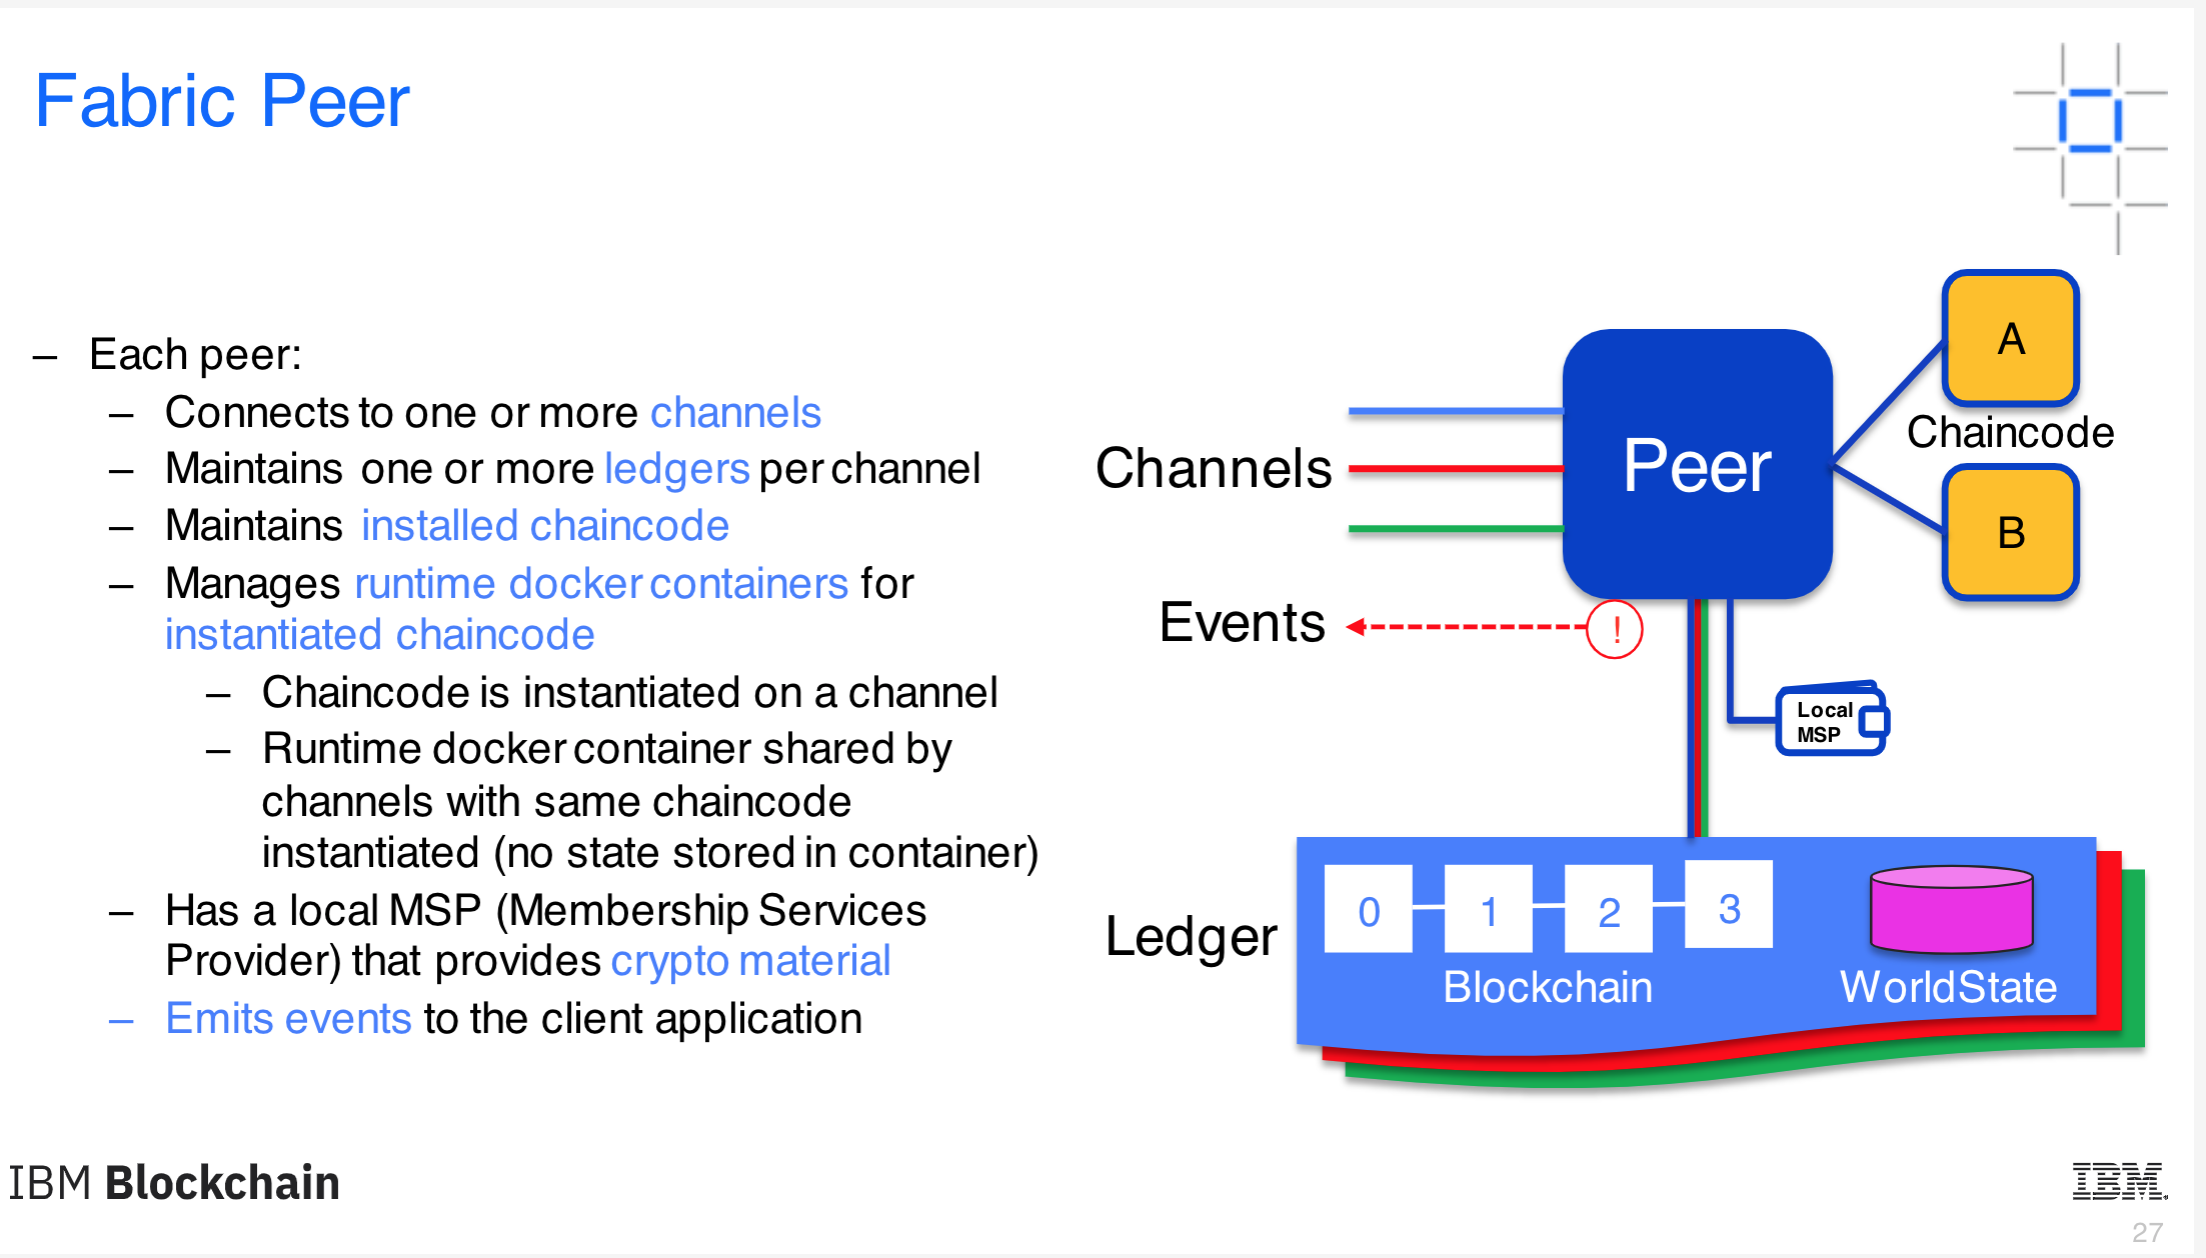 Fabric Peer
– Each peer:
– Connects to one or more channels
– Maintains one or more ledgers per channel
– Maintains installed chaincode
– Manages runtime docker containers for
instantiated chaincode
– Chaincode is instantiated on a channel
– Runtime docker container shared by
channels with same chaincode
instantiated (no state stored in container)
– Has a local MSP (Membership Services
Provider) that provides crypto material
– Emits events to the client application
Channels
Peer
A
Chaincode
B
Events
!
Local
MSP
Ledger
0 1 2 3
Blockchain
WorldState
IBM Blockchain
IBM
27